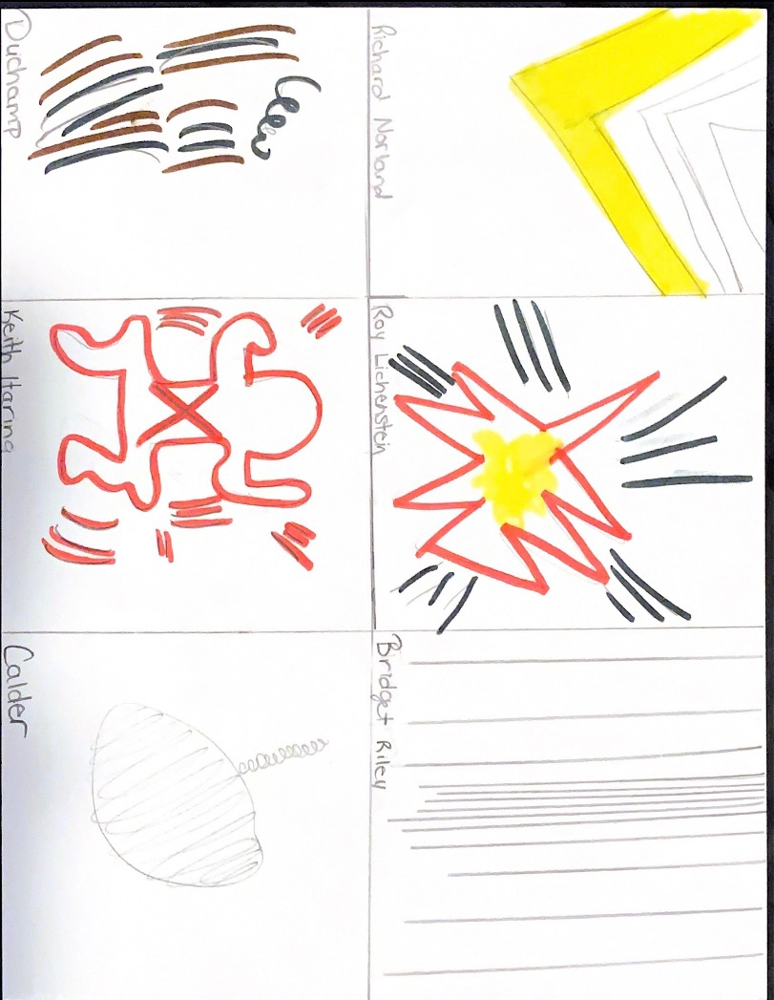 Richard Norland
Roy Lichenstein
Bridget Riley
Duchamp
Keith Haring
Calder